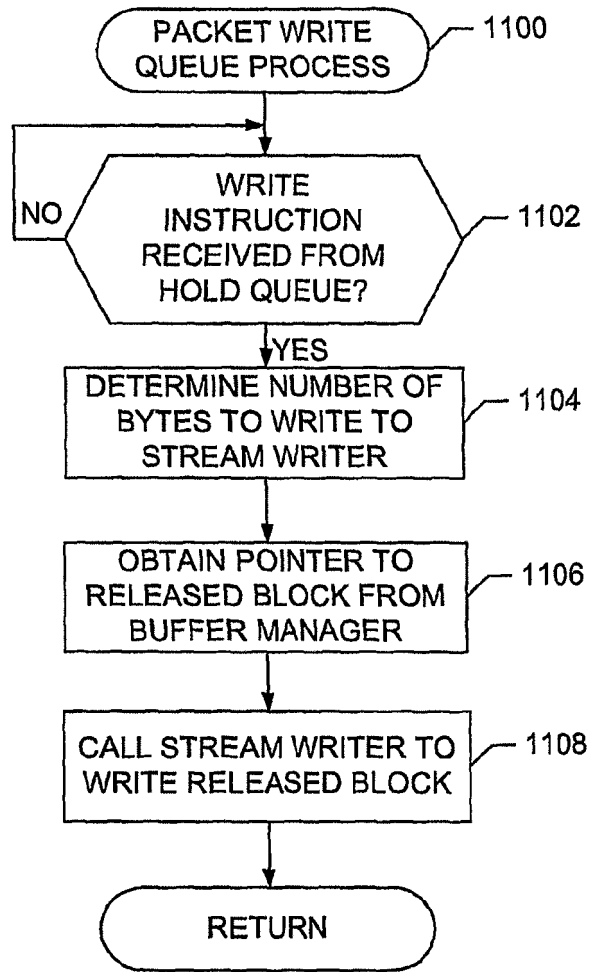 PACKET WRITE
QUEUE PROCESS
1100
WRITE
INSTRUCTION
RECEIVED FROM
HOLD QUEUE?
NO
1102
YES
DETERMINE NUMBER OF
BYTES TO WRITE TO
STREAM WRITER
1104
OBTAIN POINTER TO
RELEASED BLOCK FROM
BUFFER MANAGER
1106
CALL STREAM WRITER TO
WRITE RELEASED BLOCK
1108
RETURN